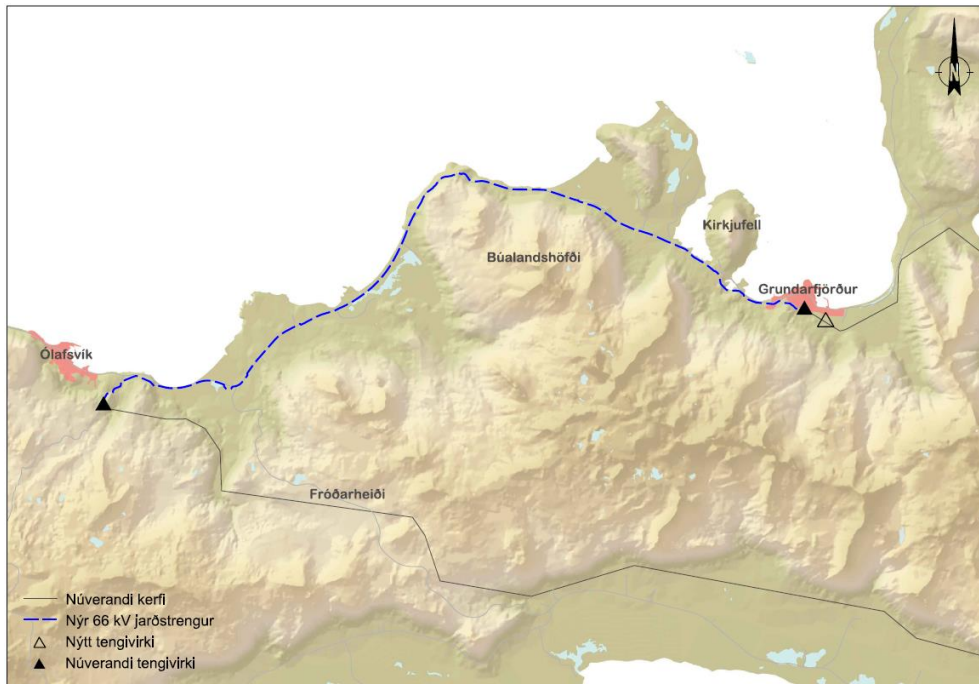 N
Kirkjufell
Búalandshöfði
Grundarfjörður
Ólafsvík
Fróðarheiði
Núverandi kerfi
Nýr 66 kV jarðstrengur
Nýtt tengivirki
Núverandi tengivirki